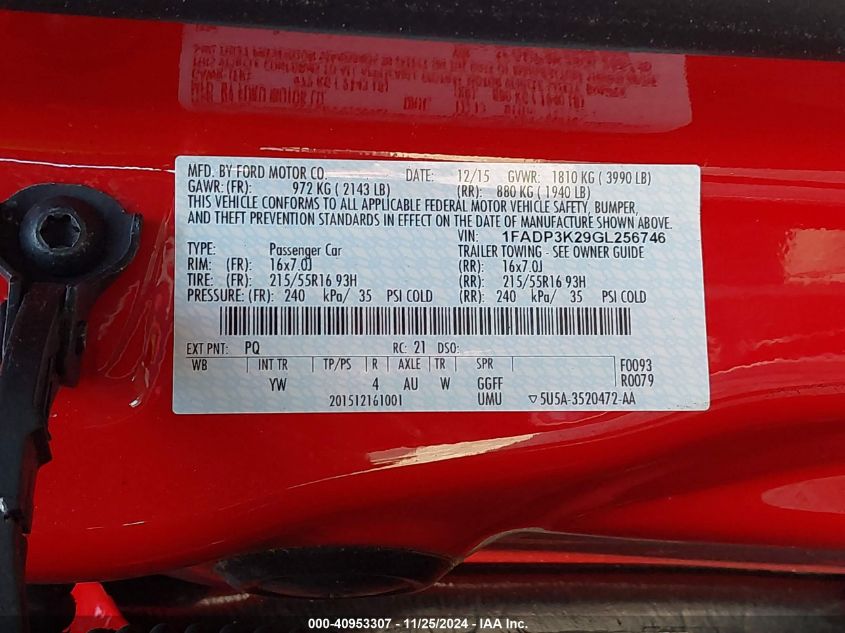 MFD. BY FORD MOTOR CO. DATE: 12/15 GVWR: 1810 KG ( 3990 LB)
GAWR: (FR): 972 KG ( 2143 LB) (RR): 880 KG ( 1940 LB)
THIS VEHICLE CONFORMS TO ALL APPLICABLE FEDERAL MOTOR VEHICLE SAFETY, BUMPER,
AND THEFT PREVENTION STANDARDS IN EFFECT ON THE DATE OF MANUFACTURE SHOWN ABOVE.
VIN: 1FADP3K29GL256746
TYPE: Passenger Car TRAILER TOWING - SEE OWNER GUIDE
RIM: (FR): 16x7.0J (RR): 16x7.0J
TIRE: (FR): 215/55R16 93H (RR): 215/55R16 93H
PRESSURE: (FR): 240 kPa/ 35 PSI COLD (RR): 240 kPa/ 35 PSI COLD
EXT PNT: PQ RC: 21 DSO:
WB INT TR TP/PS R AXLE TR SPR F0093
YW 4 AU W GGFF R0079
201512161001 UMU ▽5U5A-3520472-AA
000-40953307 - 11/25/2024 - IAA Inc.